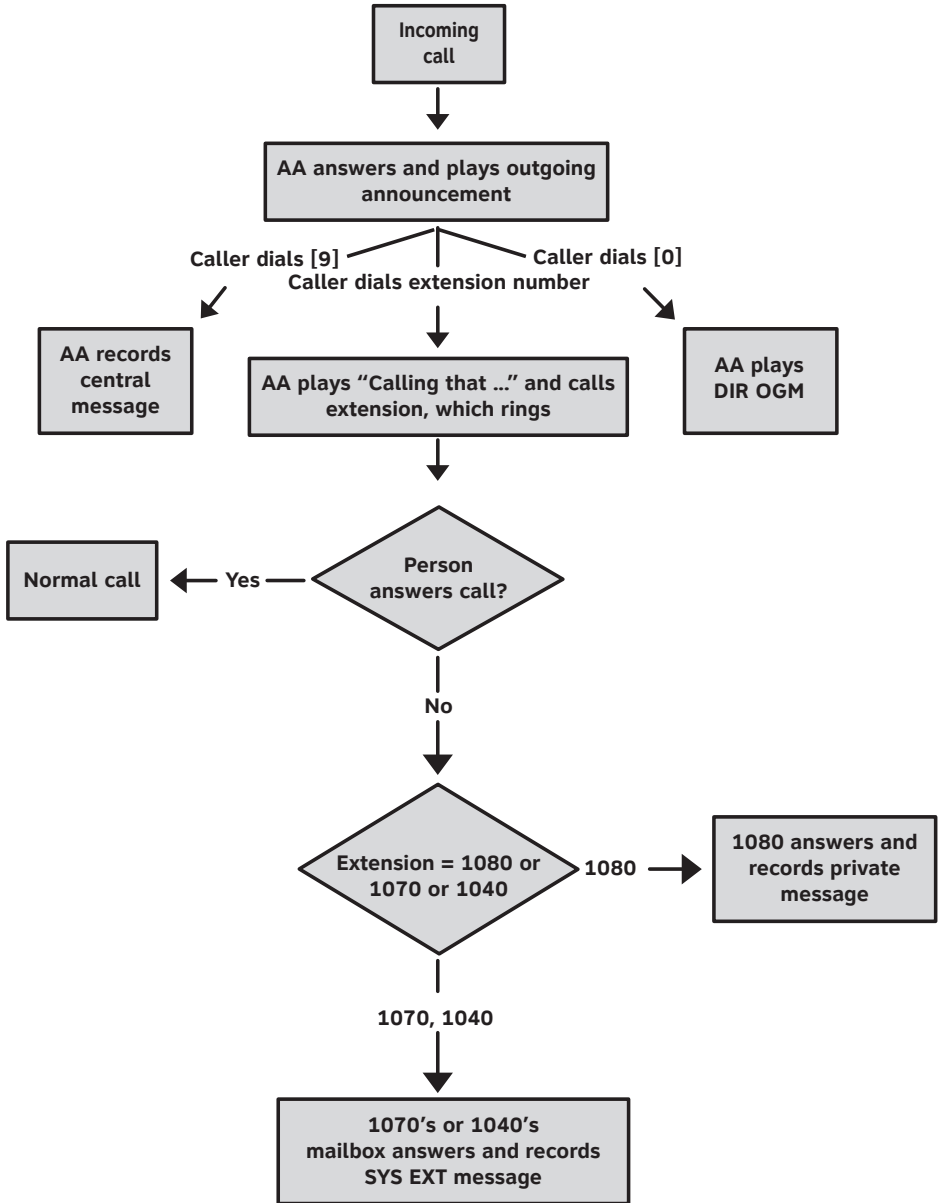 Incoming
call
AA answers and plays outgoing
announcement
Caller dials [9]
Caller dials [0]
Caller dials extension number
AA records
central
message
AA plays “Calling that ...” and calls
extension, which rings
AA plays
DIR OGM
Person
answers call?
Yes
Normal call
No
Extension = 1080 or
1070 or 1040
1080
1080 answers and
records private
message
1070, 1040
1070’s or 1040’s
mailbox answers and records
SYS EXT message